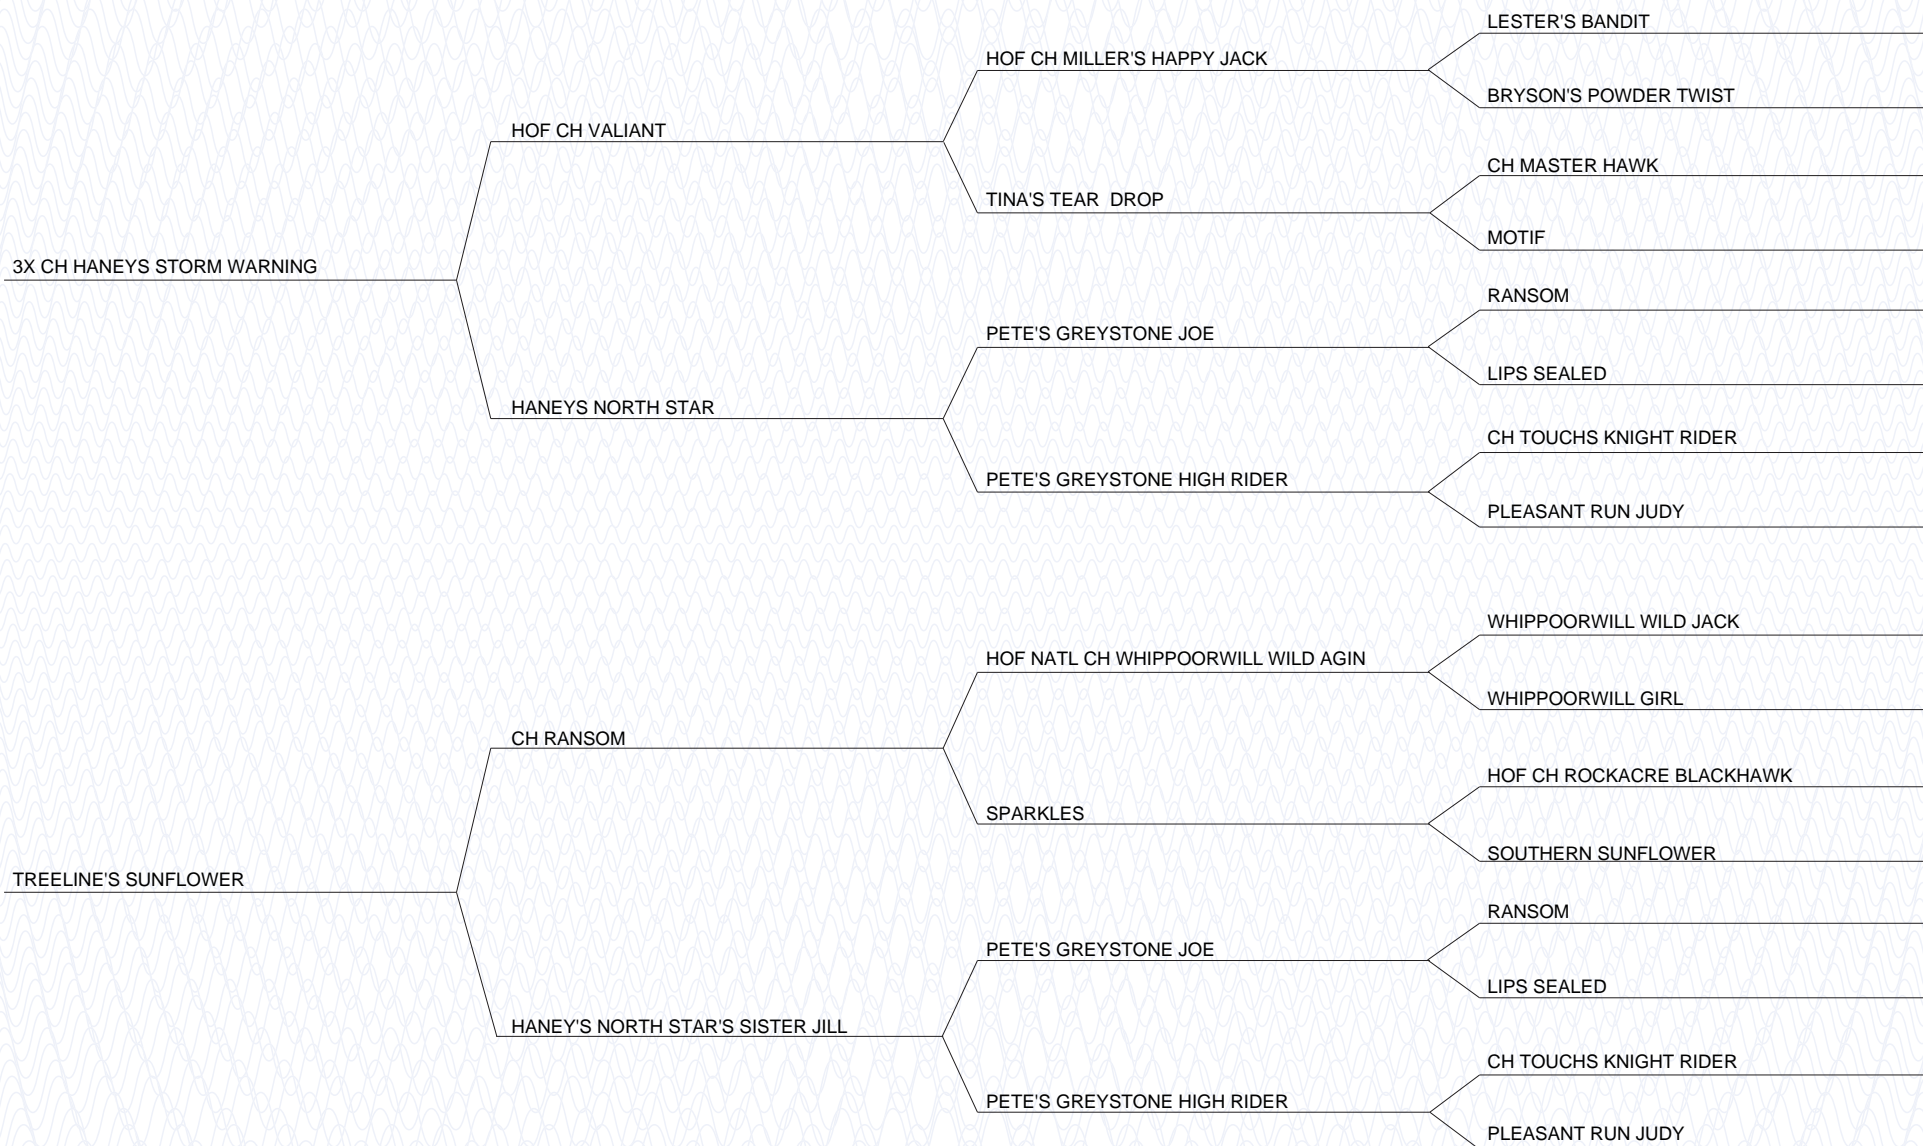 LESTER'S BANDIT
HOF CH MILLER'S HAPPY JACK
BRYSON'S POWDER TWIST
HOF CH VALIANT
CH MASTER HAWK
TINA'S TEAR  DROP
MOTIF
3X CH HANEYS STORM WARNING
RANSOM
PETE'S GREYSTONE JOE
LIPS SEALED
HANEYS NORTH STAR
CH TOUCHS KNIGHT RIDER
PETE'S GREYSTONE HIGH RIDER
PLEASANT RUN JUDY
WHIPPOORWILL WILD JACK
HOF NATL CH WHIPPOORWILL WILD AGIN
WHIPPOORWILL GIRL
CH RANSOM
HOF CH ROCKACRE BLACKHAWK
SPARKLES
SOUTHERN SUNFLOWER
TREELINE'S SUNFLOWER
RANSOM
PETE'S GREYSTONE JOE
LIPS SEALED
HANEY'S NORTH STAR'S SISTER JILL
CH TOUCHS KNIGHT RIDER
PETE'S GREYSTONE HIGH RIDER
PLEASANT RUN JUDY